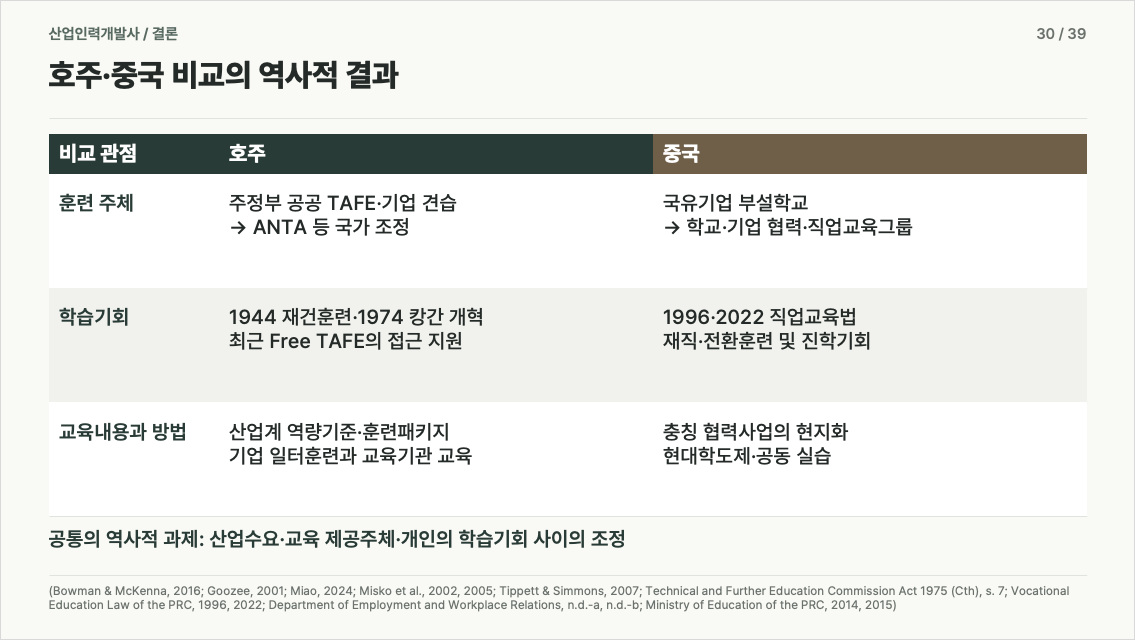 산업인력개발사 / 결론
30 / 39
호주·중국 비교의 역사적 결과
비교 관점
호주
중국
훈련 주체
주정부 공공 TAFE·기업 견습
→ ANTA 등 국가 조정
국유기업 부설학교
→ 학교·기업 협력·직업교육그룹
학습기회
1944 재건훈련·1974 캉간 개혁
최근 Free TAFE의 접근 지원
1996·2022 직업교육법
재직·전환훈련 및 진학기회
교육내용과 방법
산업계 역량기준·훈련패키지
기업 일터훈련과 교육기관 교육
충칭 협력사업의 현지화
현대학도제·공동 실습
공통의 역사적 과제: 산업수요·교육 제공주체·개인의 학습기회 사이의 조정
(Bowman & McKenna, 2016; Goozee, 2001; Miao, 2024; Misko et al., 2002, 2005; Tippett & Simmons, 2007; Technical and Further Education Commission Act 1975 (Cth), s. 7; Vocational
Education Law of the PRC, 1996, 2022; Department of Employment and Workplace Relations, n.d.-a, n.d.-b; Ministry of Education of the PRC, 2014, 2015)